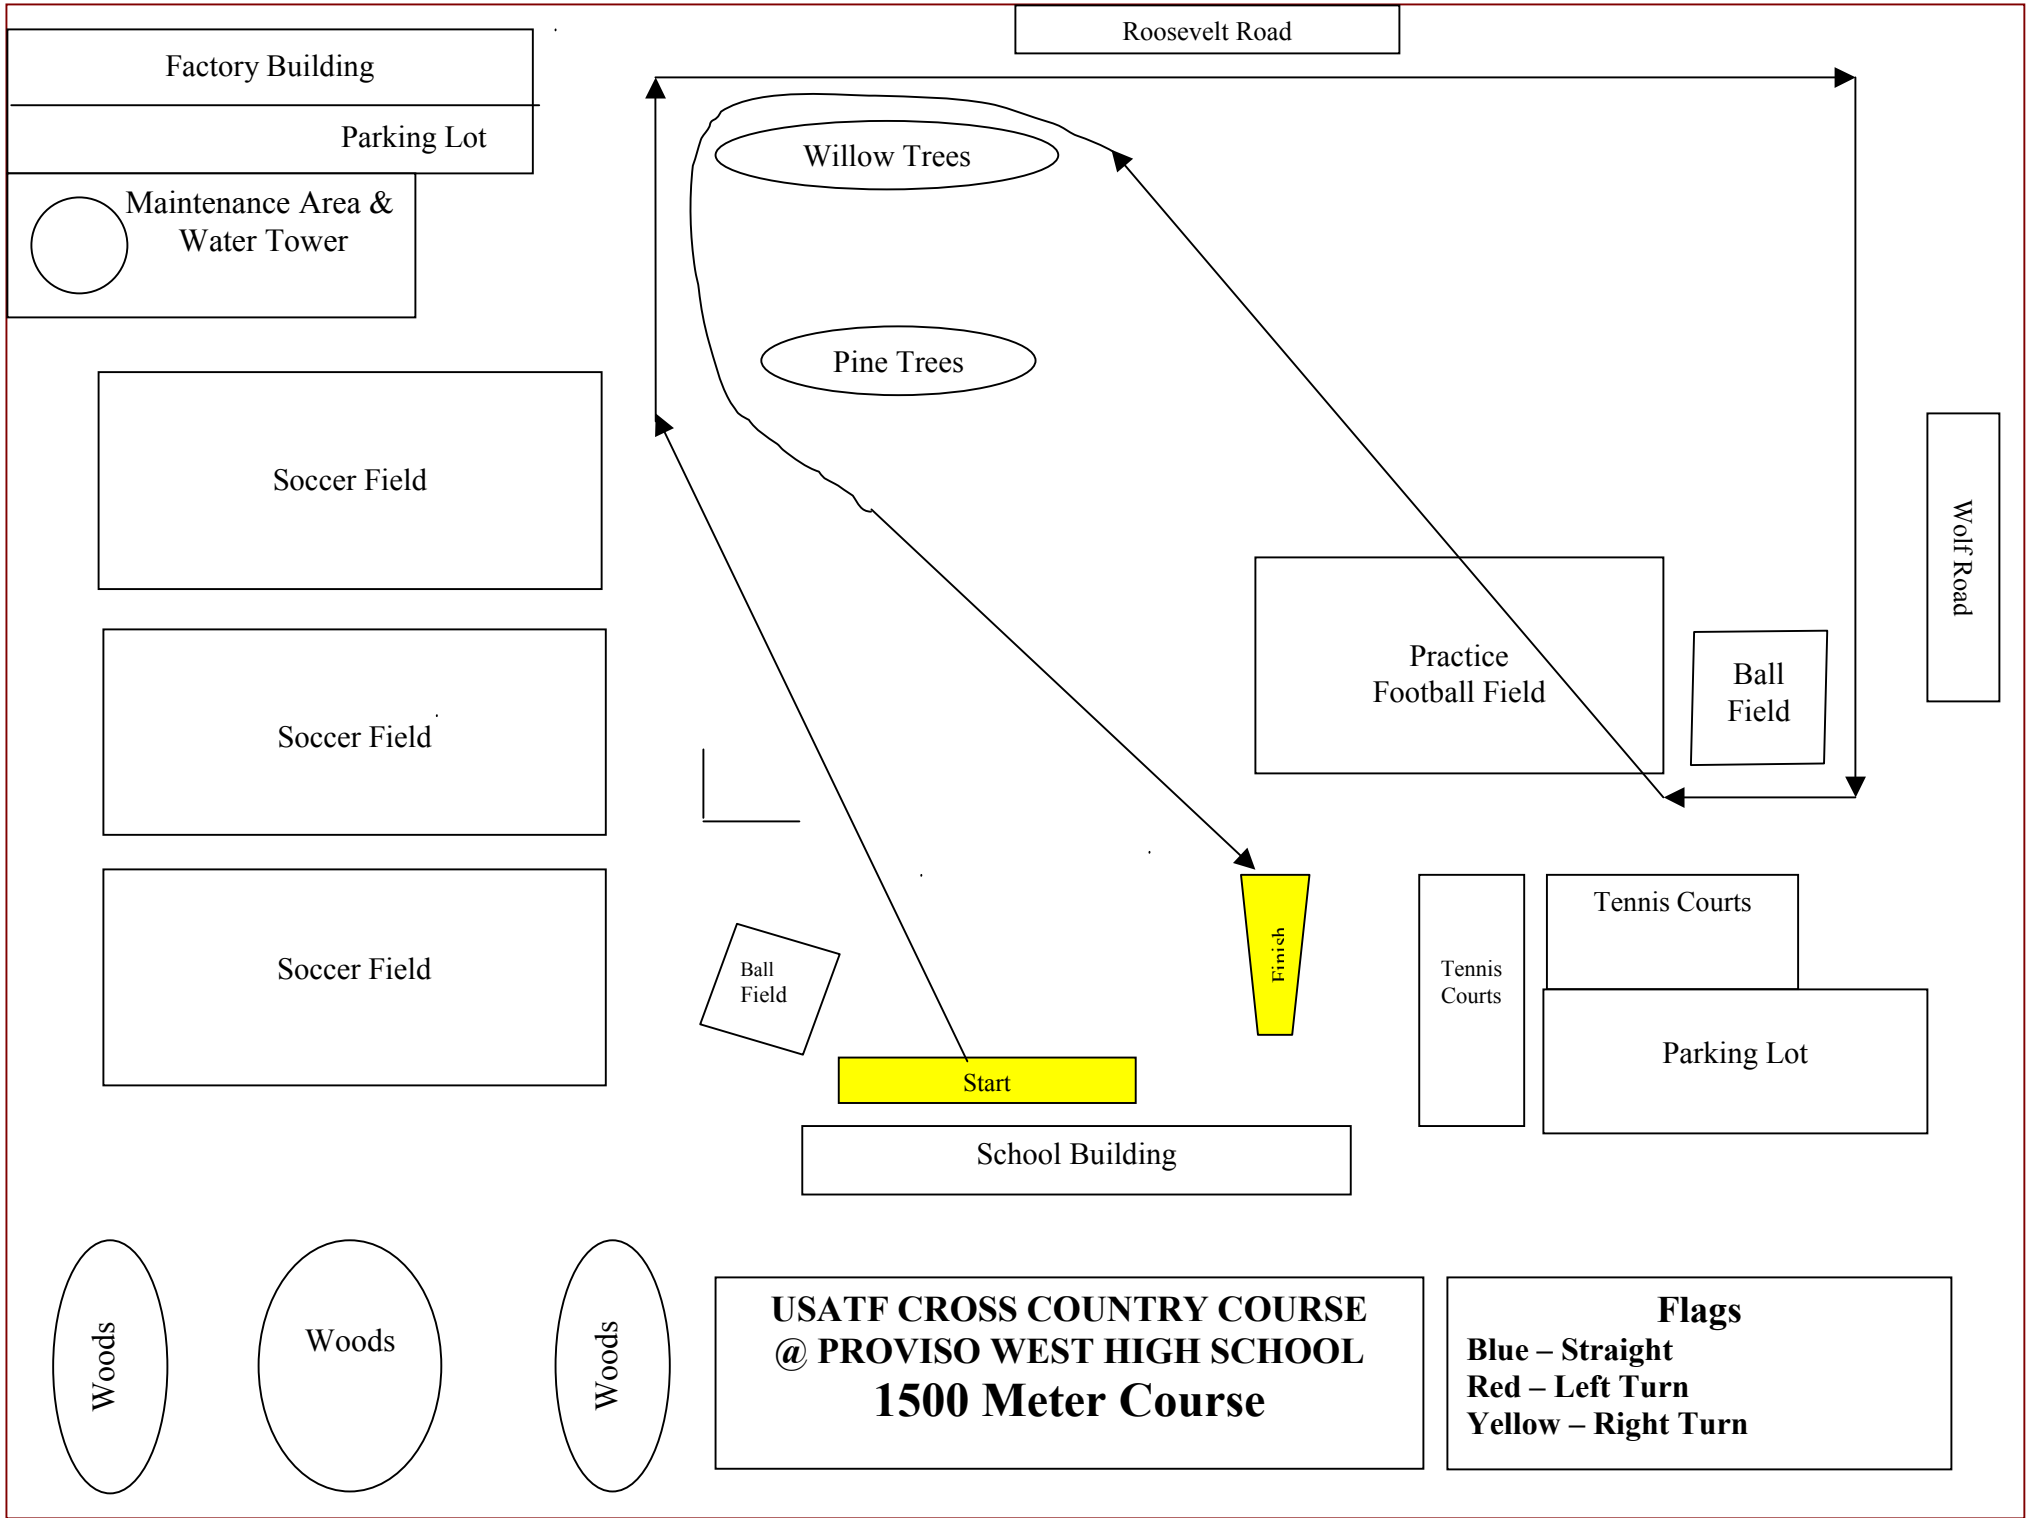 Roosevelt Road
Factory Building
Parking Lot
Maintenance Area &
Water Tower
Willow Trees
Pine Trees
Soccer Field
Wolf Road
Practice
Football Field
Ball
Field
Soccer Field
Soccer Field
Ball
Field
Finish
Tennis Courts
Tennis
Courts
Parking Lot
Start
School Building
Woods
Woods
Woods
USATF CROSS COUNTRY COURSE
@ PROVISO WEST HIGH SCHOOL
1500 Meter Course
Flags
Blue – Straight
Red – Left Turn
Yellow – Right Turn